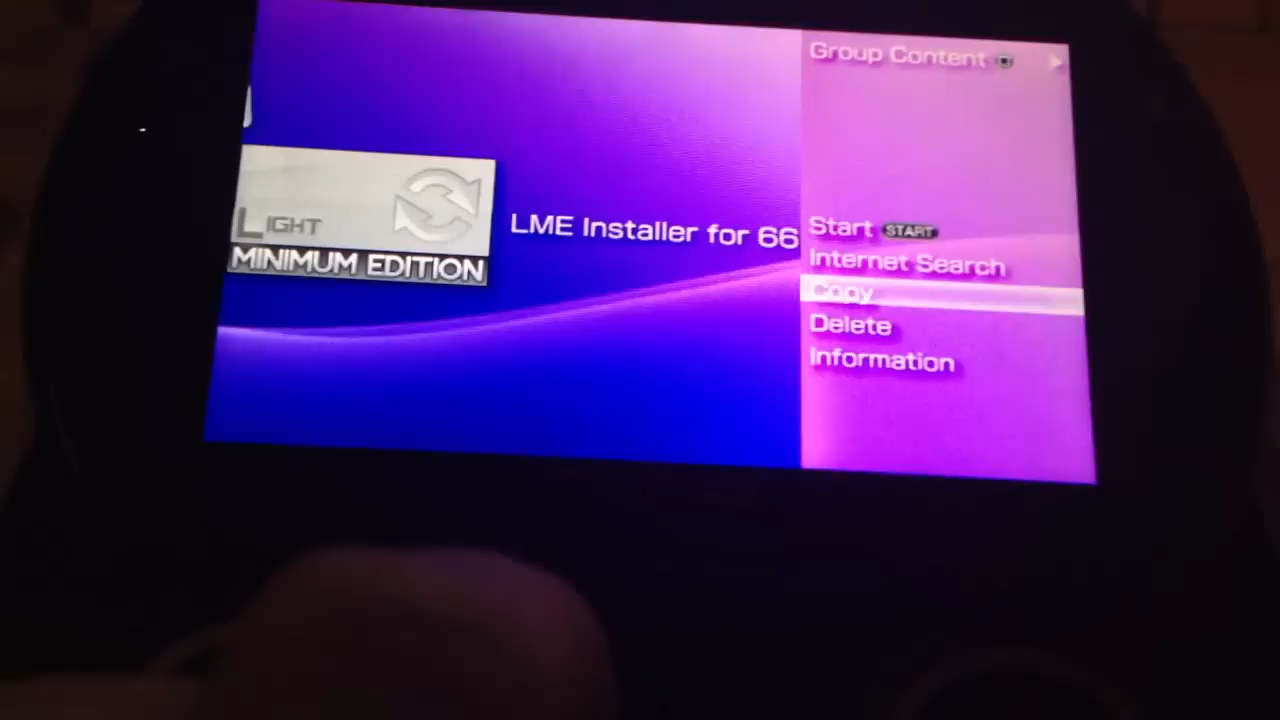 LIGHT
MINIMUM EDITION
LME Installer for 66
Group Content
Start START
Internet Search
Copy
Delete
Information